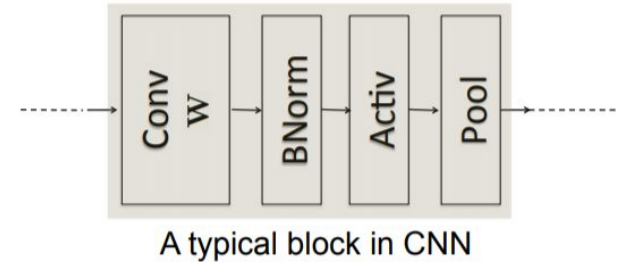 Conv
W
BNorm
Activ
Pool
A typical block in CNN